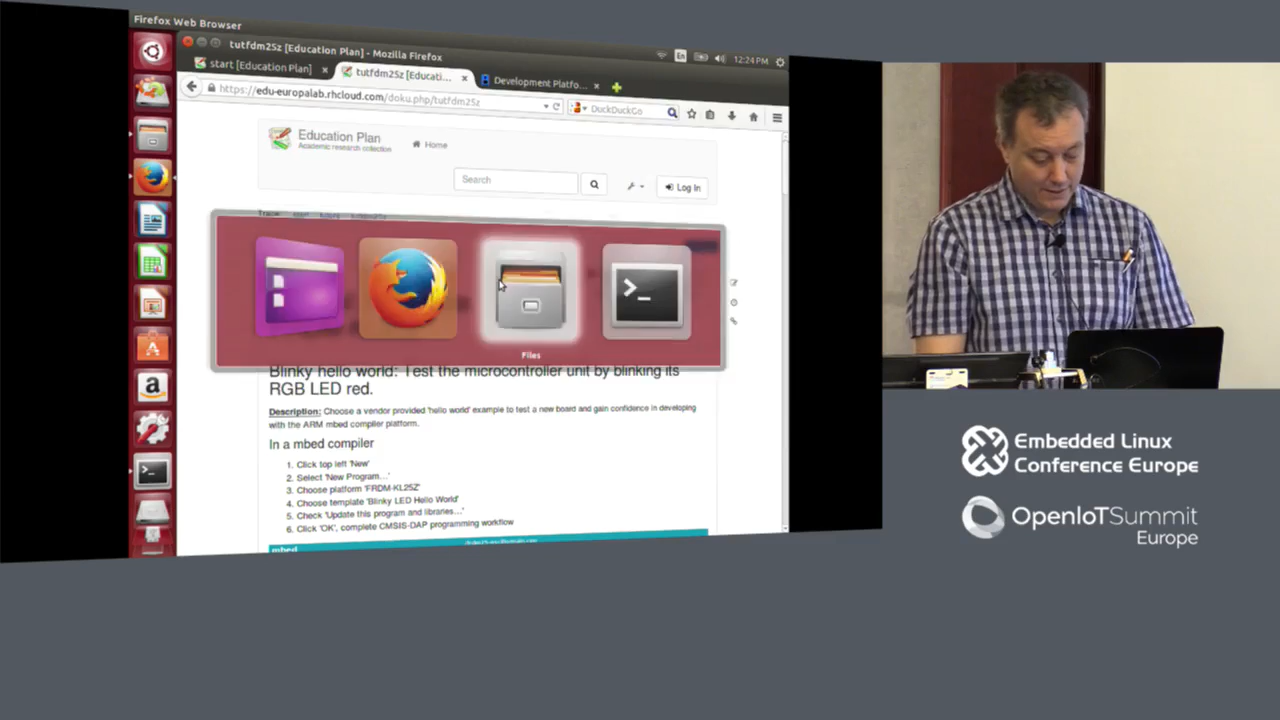 Firefox Web Browser
tutfdm25z [Education Plan] - Mozilla Firefox
En
12:24 PM
start [Education Plan]
tutfdm25z [Educati...
Development Platfo...
https://edu-europalab.rhcloud.com/doku.php/tutfdm25z
DuckDuckGo
Education Plan
Academic research collection
Home
Search
Log In
Files
Blinky hello world: Test the microcontroller unit by blinking its
RGB LED red.
Description: Choose a vendor provided 'hello world' example to test a new board and gain confidence in developing
with the ARM mbed compiler platform.
In a mbed compiler
1. Click top left 'New'
2. Select 'New Program...'
3. Choose platform 'FRDM-KL25Z'
4. Choose template 'Blinky LED Hello World'
5. Check 'Update this program and libraries...'
6. Click 'OK', complete CMSIS-DAP programming workflow
mbed
Embedded Linux
Conference Europe
OpenIoTSummit
Europe